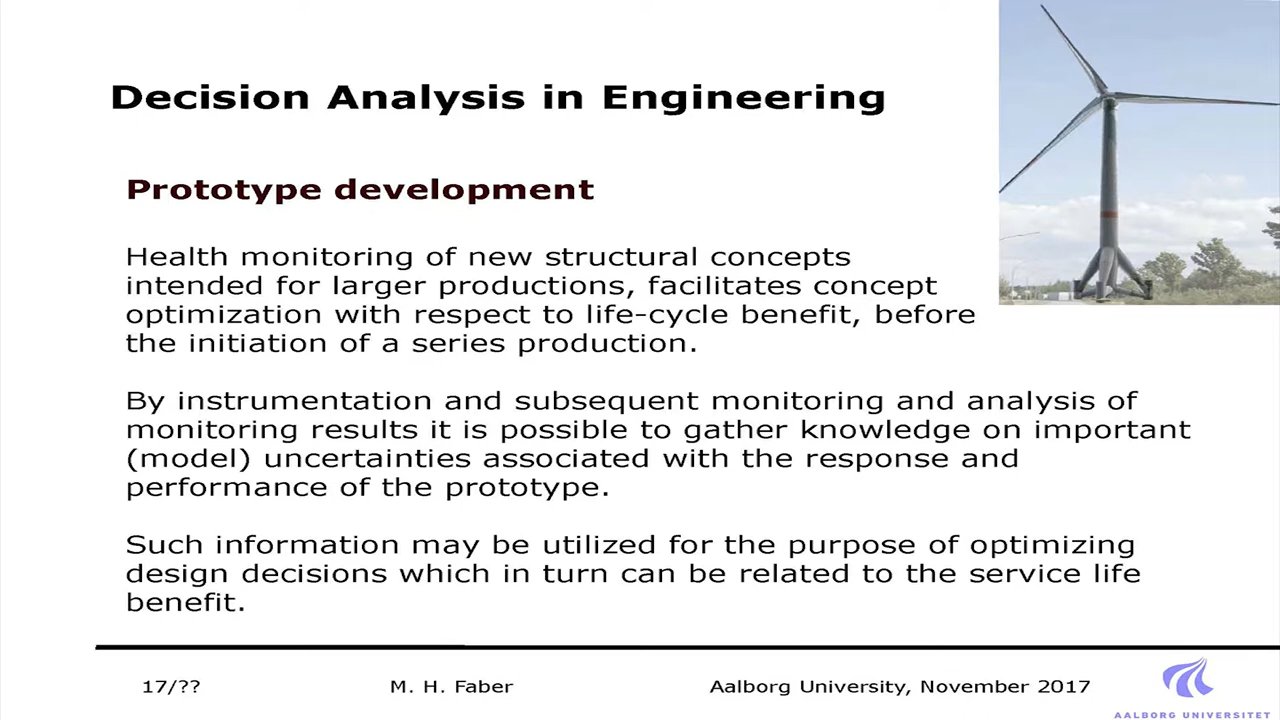 Decision Analysis in Engineering
Prototype development
Health monitoring of new structural concepts
intended for larger productions, facilitates concept
optimization with respect to life-cycle benefit, before
the initiation of a series production.
By instrumentation and subsequent monitoring and analysis of
monitoring results it is possible to gather knowledge on important
(model) uncertainties associated with the response and
performance of the prototype.
Such information may be utilized for the purpose of optimizing
design decisions which in turn can be related to the service life
benefit.
17/?? M. H. Faber Aalborg University, November 2017
AALBORG UNIVERSITET